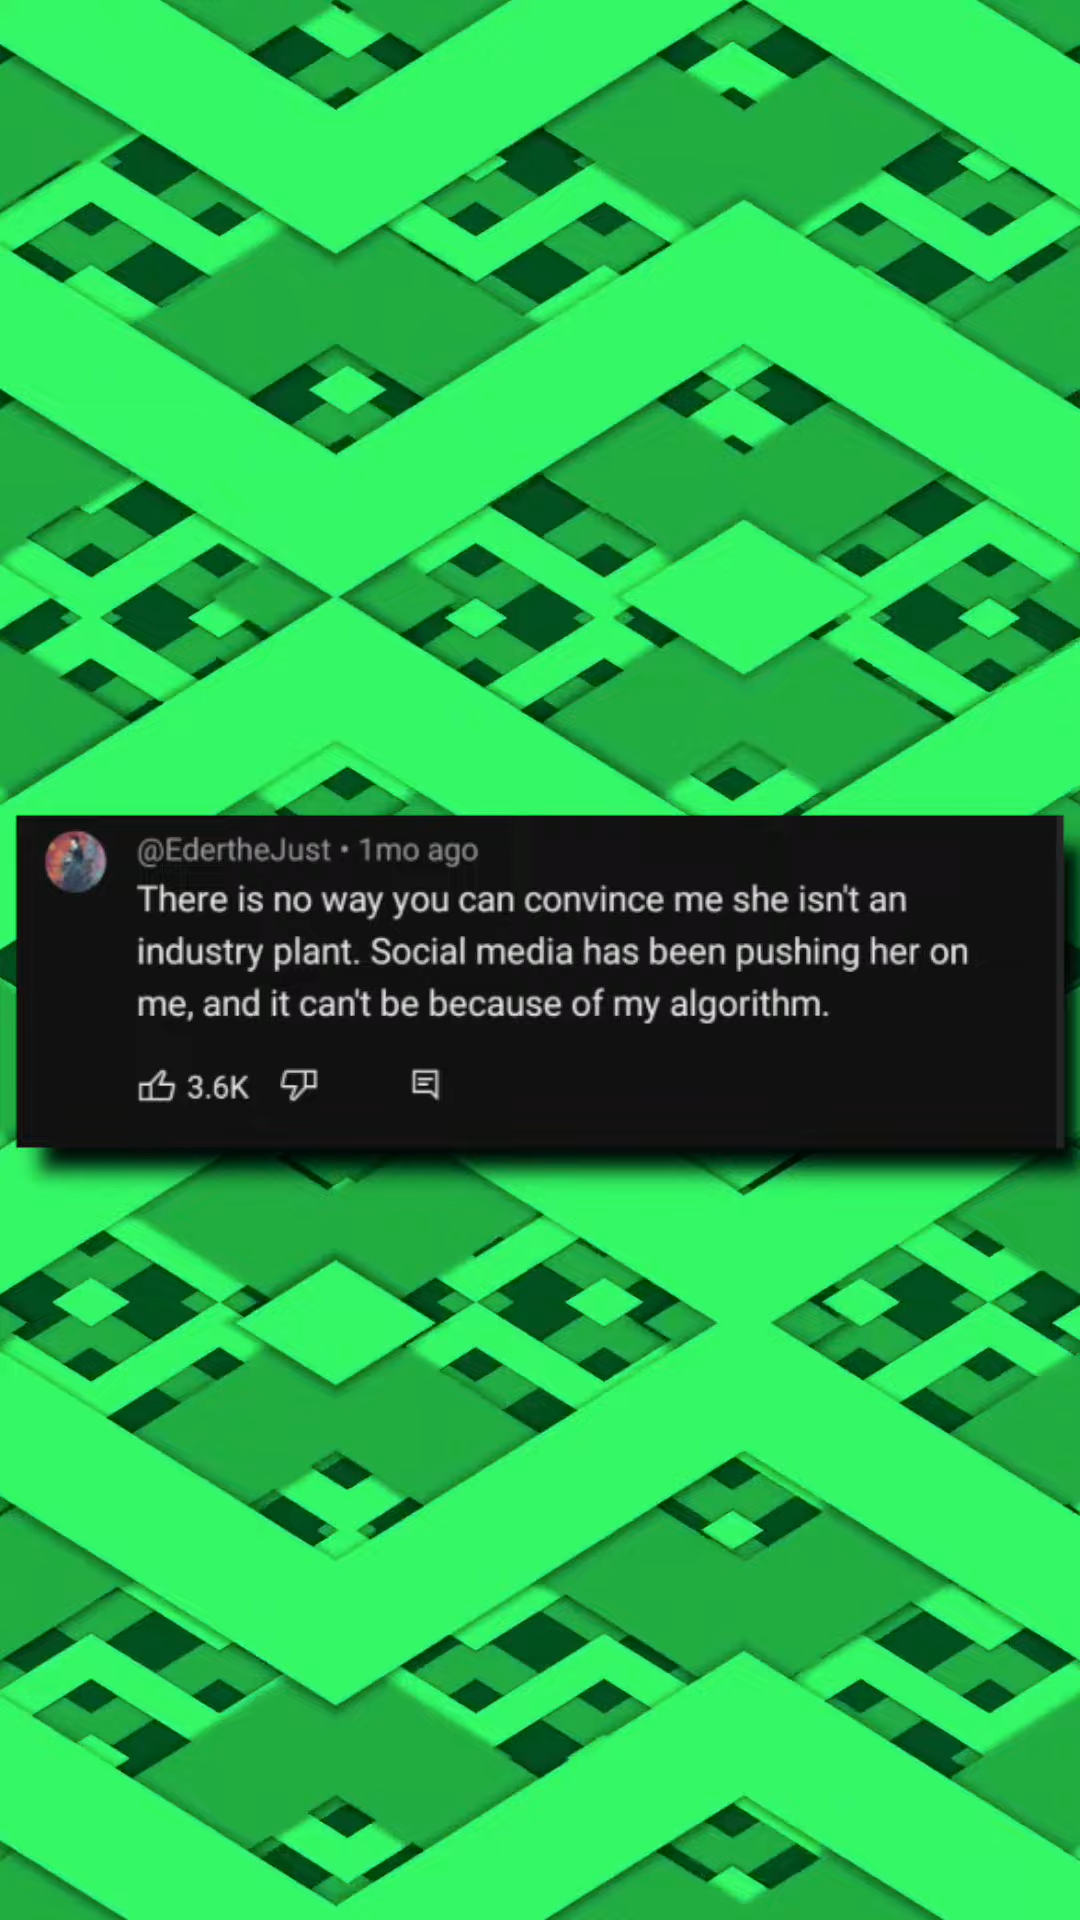 @EdertheJust • 1mo ago
There is no way you can convince me she isn't an
industry plant. Social media has been pushing her on
me, and it can't be because of my algorithm.
3.6K